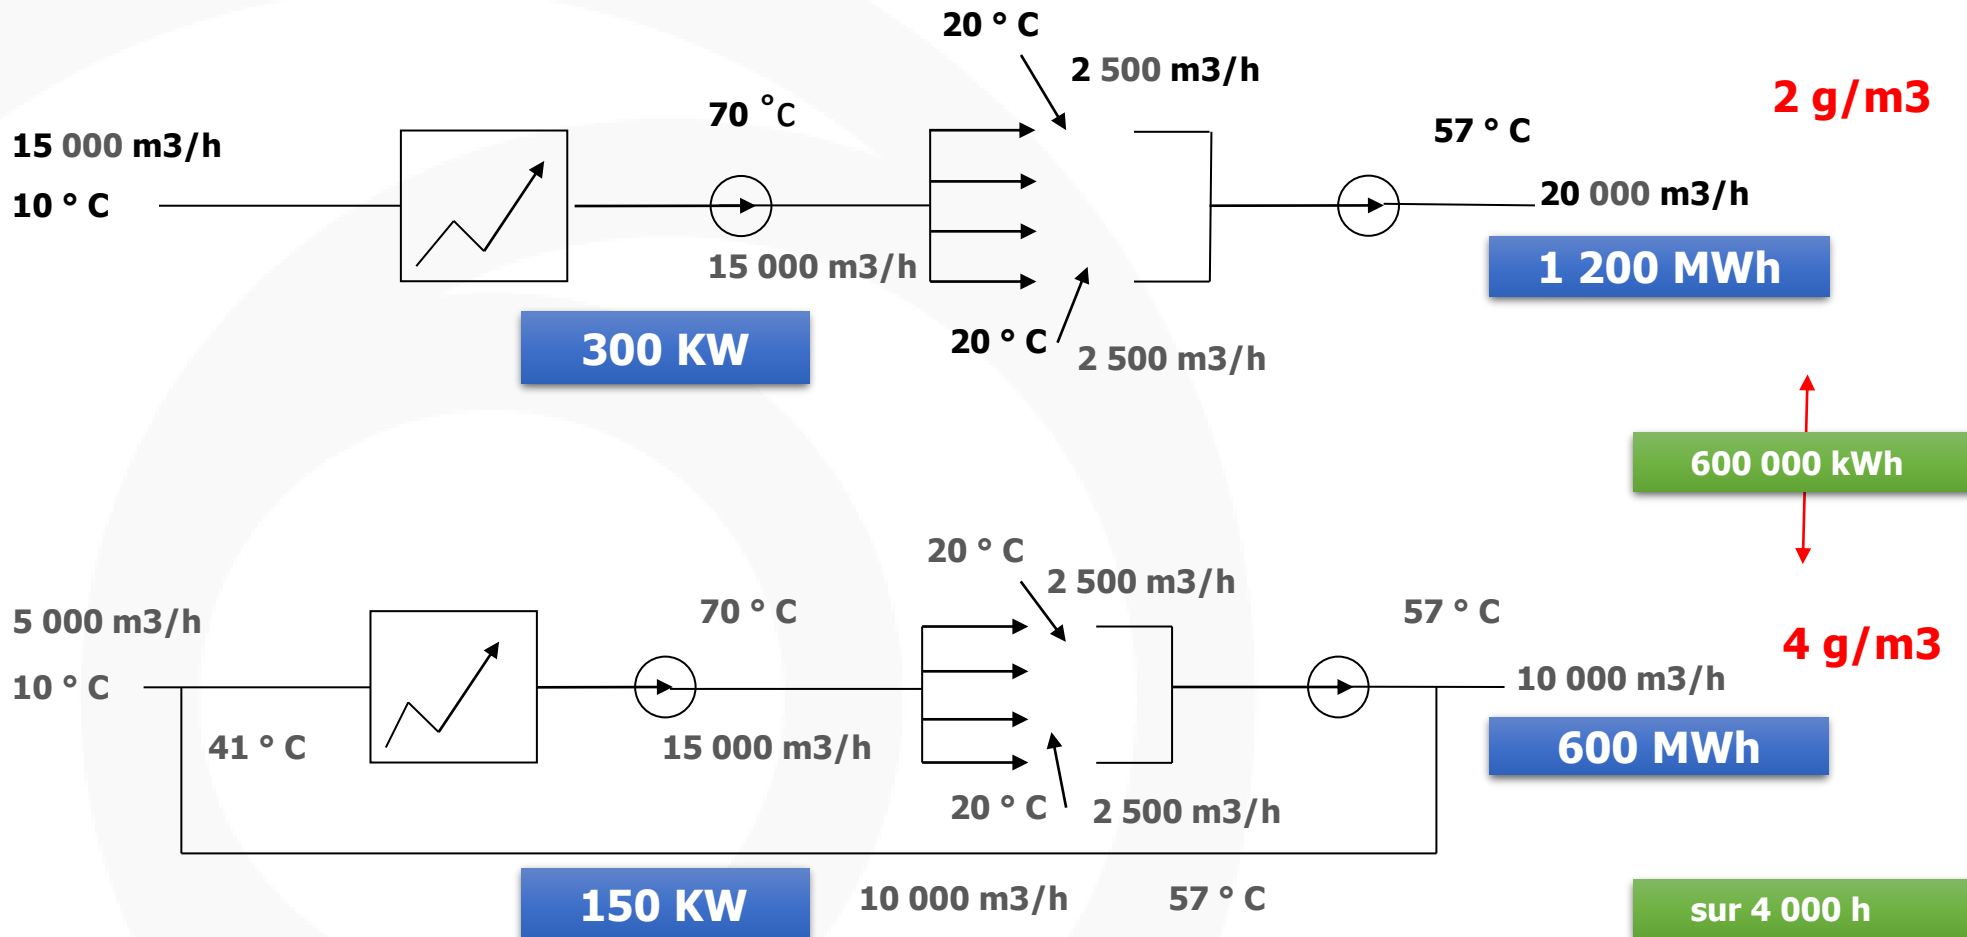 20 ° C
2 500 m3/h
2 g/m3
70 °C
15 000 m3/h
57 ° C
10 ° C
20 000 m3/h
15 000 m3/h
1 200 MWh
300 KW
20 ° C
2 500 m3/h
600 000 kWh
20 ° C
2 500 m3/h
5 000 m3/h
70 ° C
57 ° C
4 g/m3
10 ° C
10 000 m3/h
41 ° C
15 000 m3/h
600 MWh
20 ° C
2 500 m3/h
150 KW
10 000 m3/h
57 ° C
sur 4 000 h